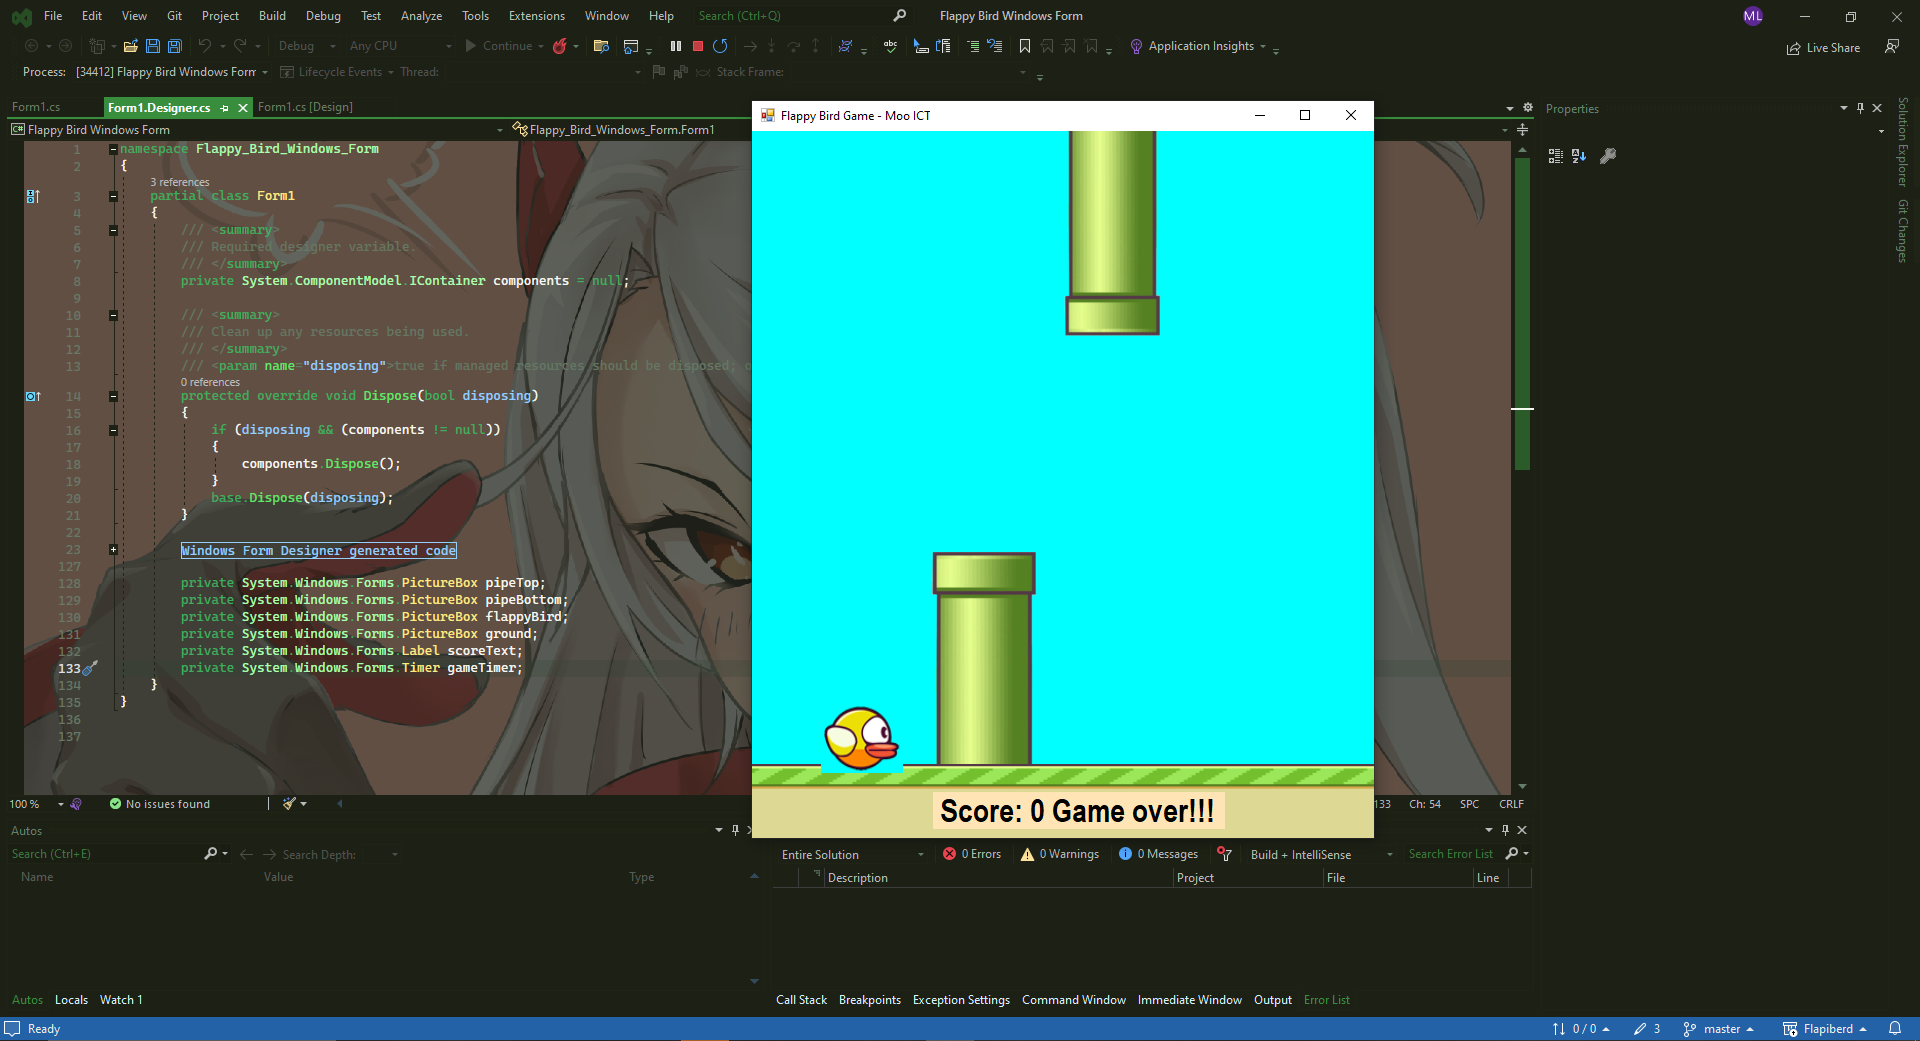 File Edit View Git Project Build Debug Test Analyze Tools Extensions Window Help Search (Ctrl+Q) Flappy Bird Windows Form ML
Debug Any CPU Continue Application Insights Live Share
Process: [34412] Flappy Bird Windows Form Lifecycle Events Thread: Stack Frame:
Form1.cs Form1.Designer.cs Form1.cs [Design]
Flappy Bird Windows Form Flappy_Bird_Windows_Form.Form1
1 namespace Flappy_Bird_Windows_Form
2 {
3 references
3 partial class Form1
4 {
5 /// <summary>
6 /// Required designer variable.
7 /// </summary>
8 private System.ComponentModel.IContainer components = null;
9
10 /// <summary>
11 /// Clean up any resources being used.
12 /// </summary>
13 /// <param name="disposing">true if managed resources should be disposed; o
0 references
14 protected override void Dispose(bool disposing)
15 {
16 if (disposing && (components != null))
17 {
18 components.Dispose();
19 }
20 base.Dispose(disposing);
21 }
22
23 Windows Form Designer generated code
127
128 private System.Windows.Forms.PictureBox pipeTop;
129 private System.Windows.Forms.PictureBox pipeBottom;
130 private System.Windows.Forms.PictureBox flappyBird;
131 private System.Windows.Forms.PictureBox ground;
132 private System.Windows.Forms.Label scoreText;
133 private System.Windows.Forms.Timer gameTimer;
134 }
135 }
136
137
100 % No issues found
133 Ch: 54 SPC CRLF
Flappy Bird Game - Moo ICT
Score: 0 Game over!!!
Properties
Solution Explorer
Git Changes
Autos
Search (Ctrl+E) Search Depth:
Name Value Type
Autos Locals Watch 1
Entire Solution 0 Errors 0 Warnings 0 Messages Build + IntelliSense Search Error List
Description Project File Line
Call Stack Breakpoints Exception Settings Command Window Immediate Window Output Error List
Ready 0 / 0 3 master Flapiberd